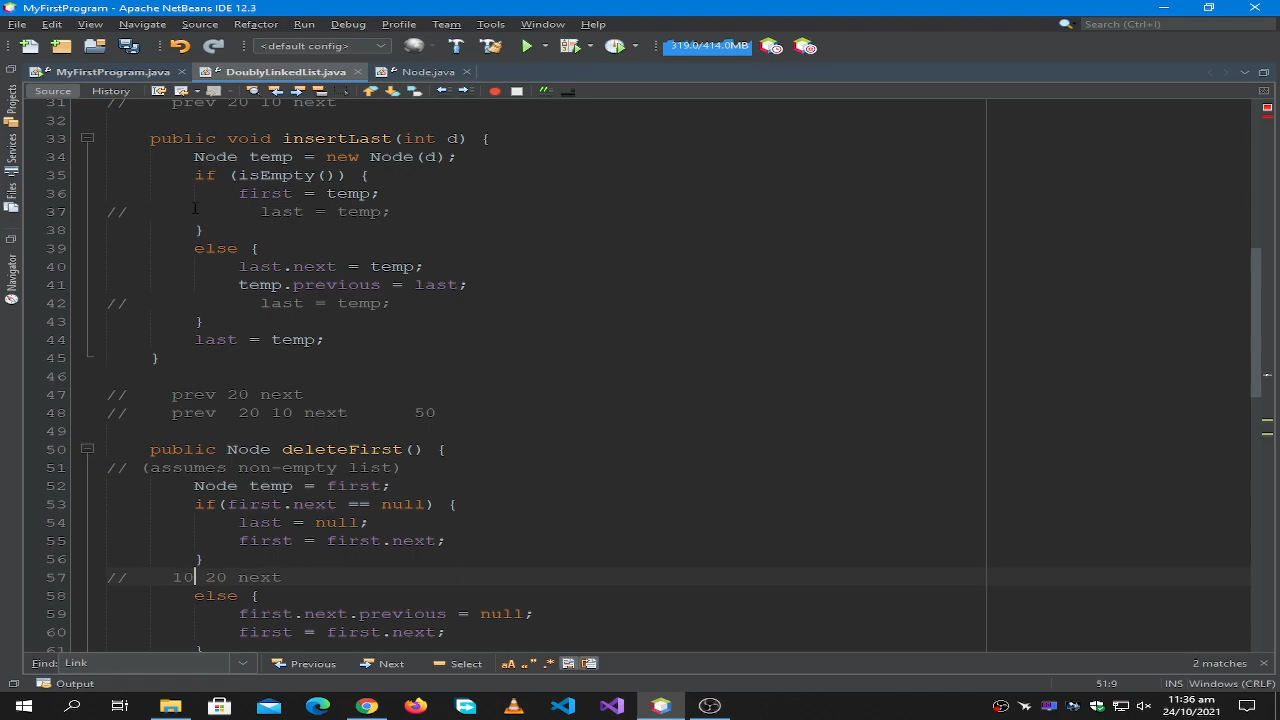 MyFirstProgram - Apache NetBeans IDE 12.3
File Edit View Navigate Source Refactor Run Debug Profile Team Tools Window Help
Search (Ctrl+I)
<default config>
319.0/414.0MB
MyFirstProgram.java DoublyLinkedList.java Node.java
Source History
Projects
Services
Files
Navigator
31 // prev 20 10 next
32
33 public void insertLast(int d) {
34 Node temp = new Node(d);
35 if (isEmpty()) {
36 first = temp;
37 // last = temp;
38 }
39 else {
40 last.next = temp;
41 temp.previous = last;
42 // last = temp;
43 }
44 last = temp;
45 }
46
47 // prev 20 next
48 // prev 20 10 next 50
49
50 public Node deleteFirst() {
51 // (assumes non-empty list)
52 Node temp = first;
53 if(first.next == null) {
54 last = null;
55 first = first.next;
56 }
57 // 10 20 next
58 else {
59 first.next.previous = null;
60 first = first.next;
61 }
Find: Link Previous Next Select aA 2 matches
Output 51:9 INS Windows (CRLF)
11:36 am
24/10/2021